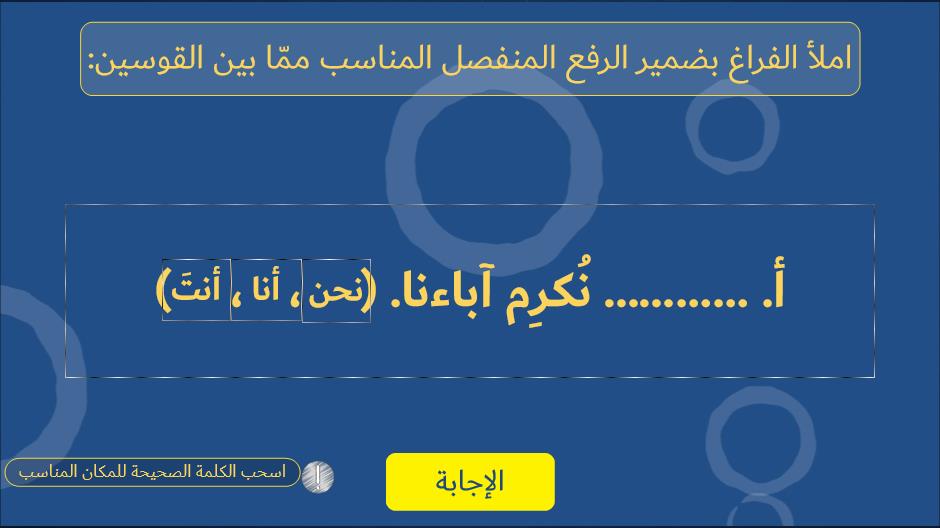 املأ الفراغ بضمير الرفع المنفصل المناسب ممّا بين القوسين:
أ. ............ نُكرِم آباءنا. (نحن ، أنا ، أنتَ)
الإجابة
اسحب الكلمة الصحيحة للمكان المناسب
!